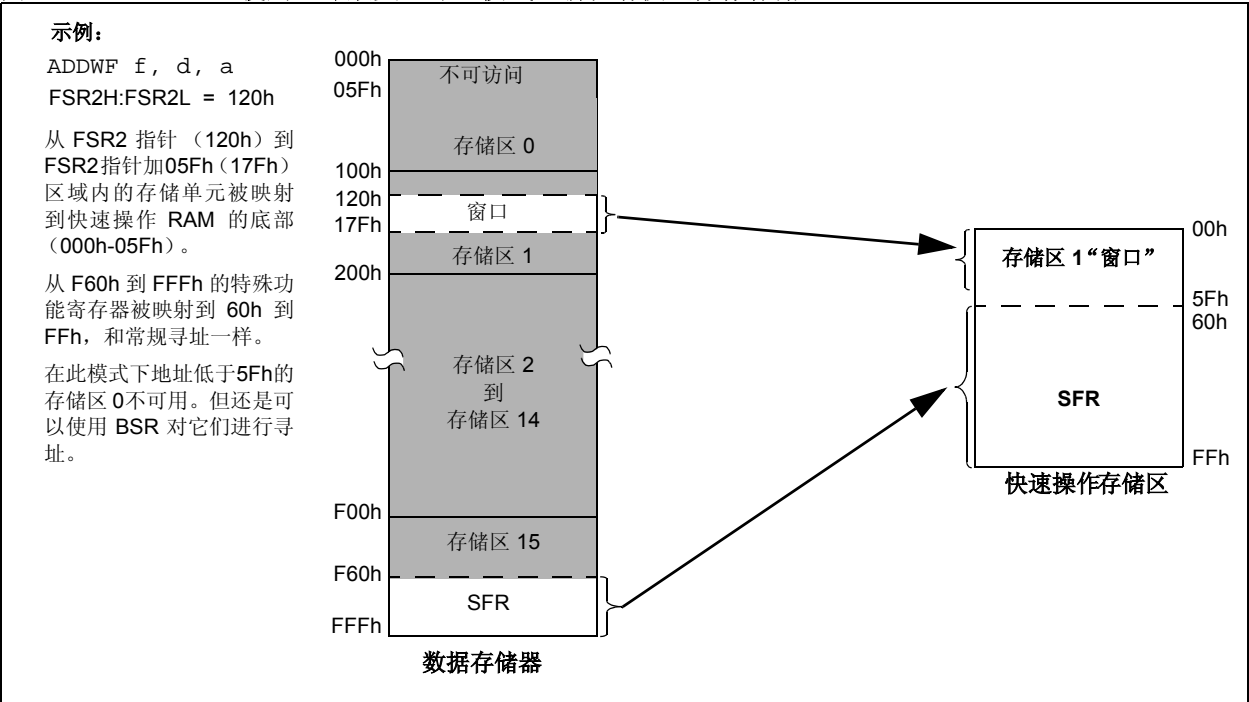 示例：
ADDWF f, d, a
FSR2H:FSR2L = 120h
从 FSR2 指针 （120h）到
FSR2指针加05Fh（17Fh）
区域内的存储单元被映射
到快速操作 RAM 的底部
（000h-05Fh）。
从 F60h 到 FFFh 的特殊功
能寄存器被映射到 60h 到
FFh，和常规寻址一样。
在此模式下地址低于5Fh的
存储区 0不可用。但还是可
以使用 BSR 对它们进行寻
址。
000h
不可访问
05Fh
存储区 0
100h
120h
窗口
17Fh
存储区 1
200h
存储区 2
到
存储区 14
F00h
存储区 15
F60h
SFR
FFFh
数据存储器
00h
存储区 1“窗口”
5Fh
60h
SFR
FFh
快速操作存储区